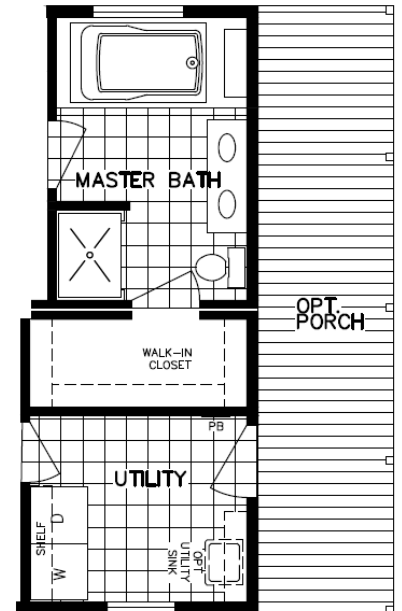 MASTER BATH
OPT.
PORCH
WALK-IN
CLOSET
PB
UTILITY
SHELF
D
W
OPT
UTILITY
SINK